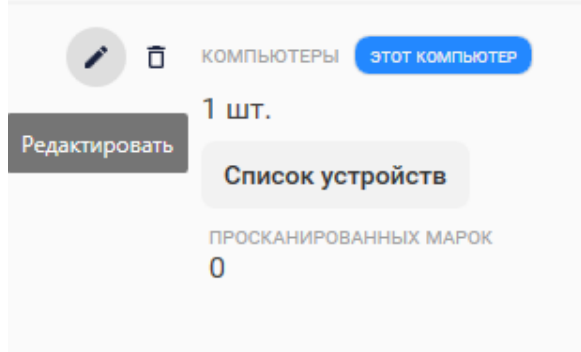 КОМПЬЮТЕРЫ ЭТОТ КОМПЬЮТЕР
1 шт.
Редактировать
Список устройств
ПРОСКАНИРОВАННЫХ МАРОК
0